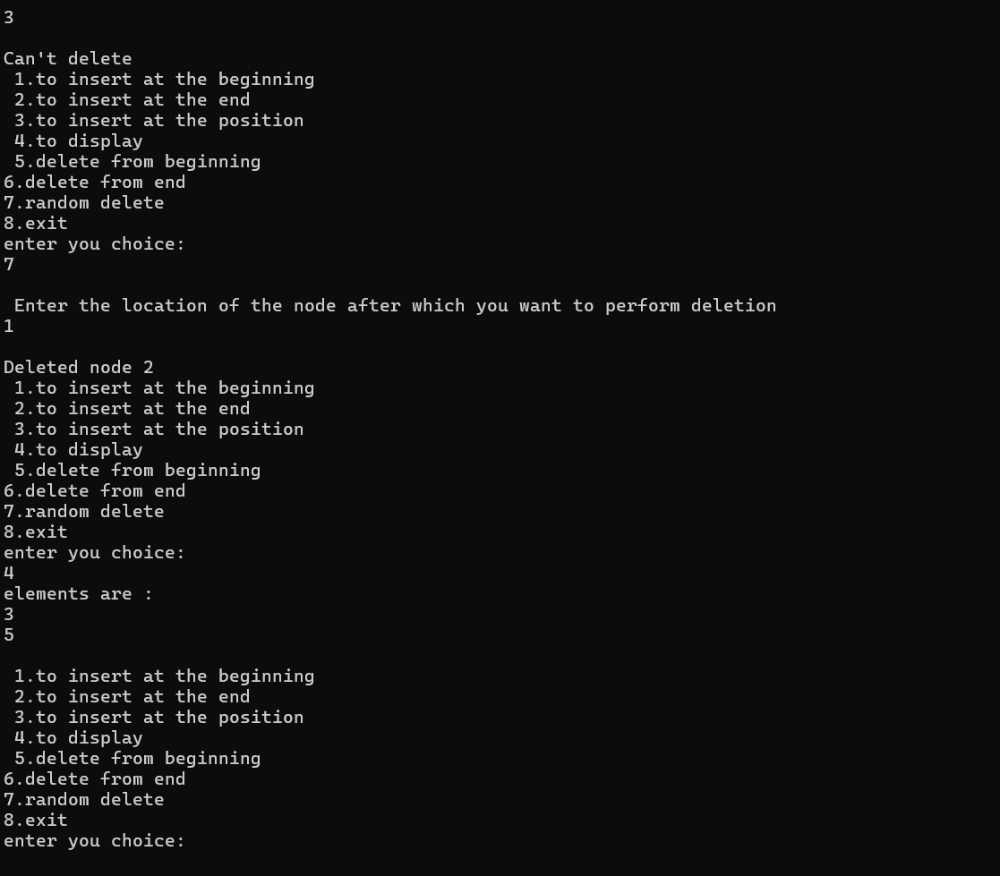 3
Can't delete
1.to insert at the beginning
2.to insert at the end
3.to insert at the position
4.to display
5.delete from beginning
6.delete from end
7.random delete
8.exit
enter you choice:
7
Enter the location of the node after which you want to perform deletion
1
Deleted node 2
1.to insert at the beginning
2.to insert at the end
3.to insert at the position
4.to display
5.delete from beginning
6.delete from end
7.random delete
8.exit
enter you choice:
4
elements are :
3
5
1.to insert at the beginning
2.to insert at the end
3.to insert at the position
4.to display
5.delete from beginning
6.delete from end
7.random delete
8.exit
enter you choice: